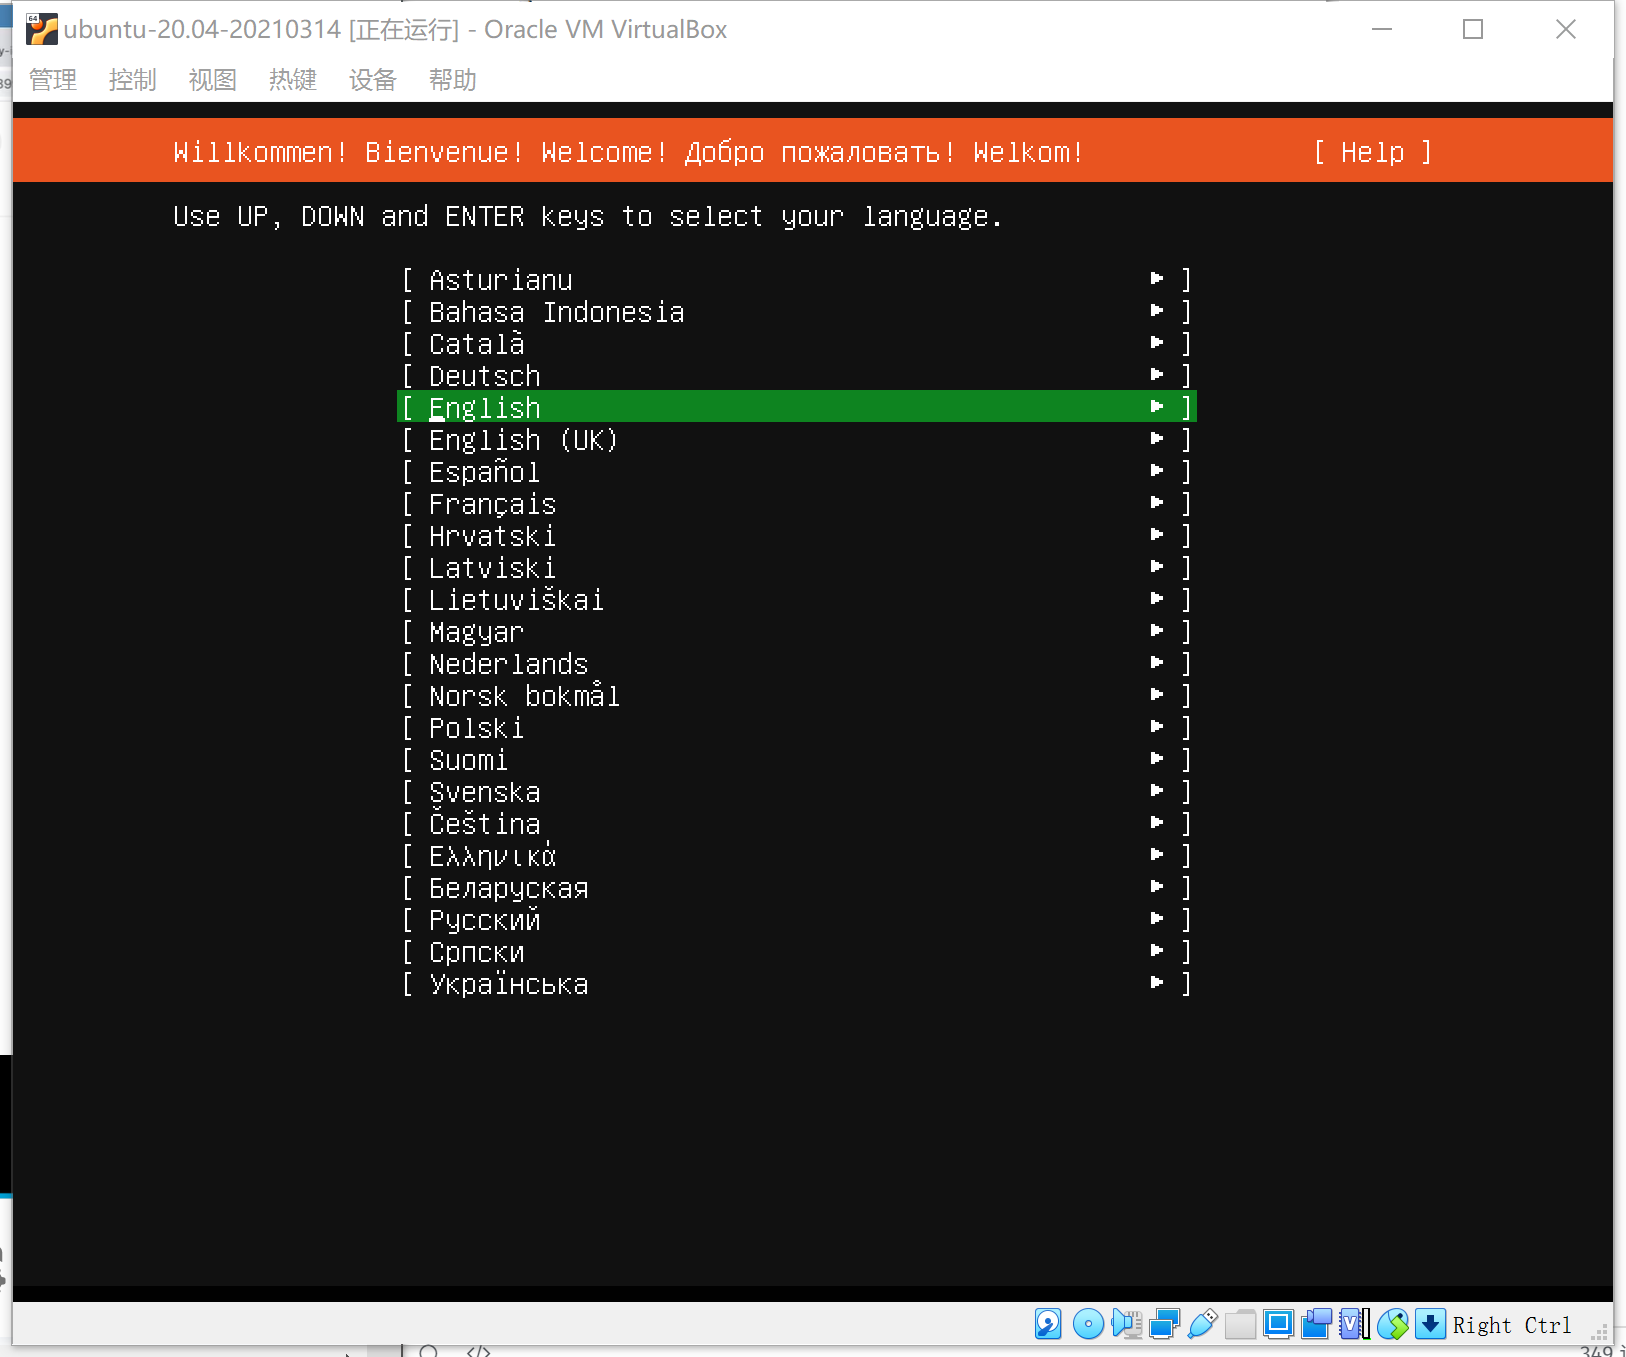 ubuntu-20.04-20210314 [正在运行] - Oracle VM VirtualBox
管理 控制 视图 热键 设备 帮助
Willkommen! Bienvenue! Welcome! Добро пожаловать! Welkom! [ Help ]
Use UP, DOWN and ENTER keys to select your language.
[ Asturianu ► ]
[ Bahasa Indonesia ► ]
[ Català ► ]
[ Deutsch ► ]
[ English ► ]
[ English (UK) ► ]
[ Español ► ]
[ Français ► ]
[ Hrvatski ► ]
[ Latviski ► ]
[ Lietuviškai ► ]
[ Magyar ► ]
[ Nederlands ► ]
[ Norsk bokmål ► ]
[ Polski ► ]
[ Suomi ► ]
[ Svenska ► ]
[ Čeština ► ]
[ Ελληνικά ► ]
[ Беларуская ► ]
[ Русский ► ]
[ Српски ► ]
[ Українська ► ]
Right Ctrl